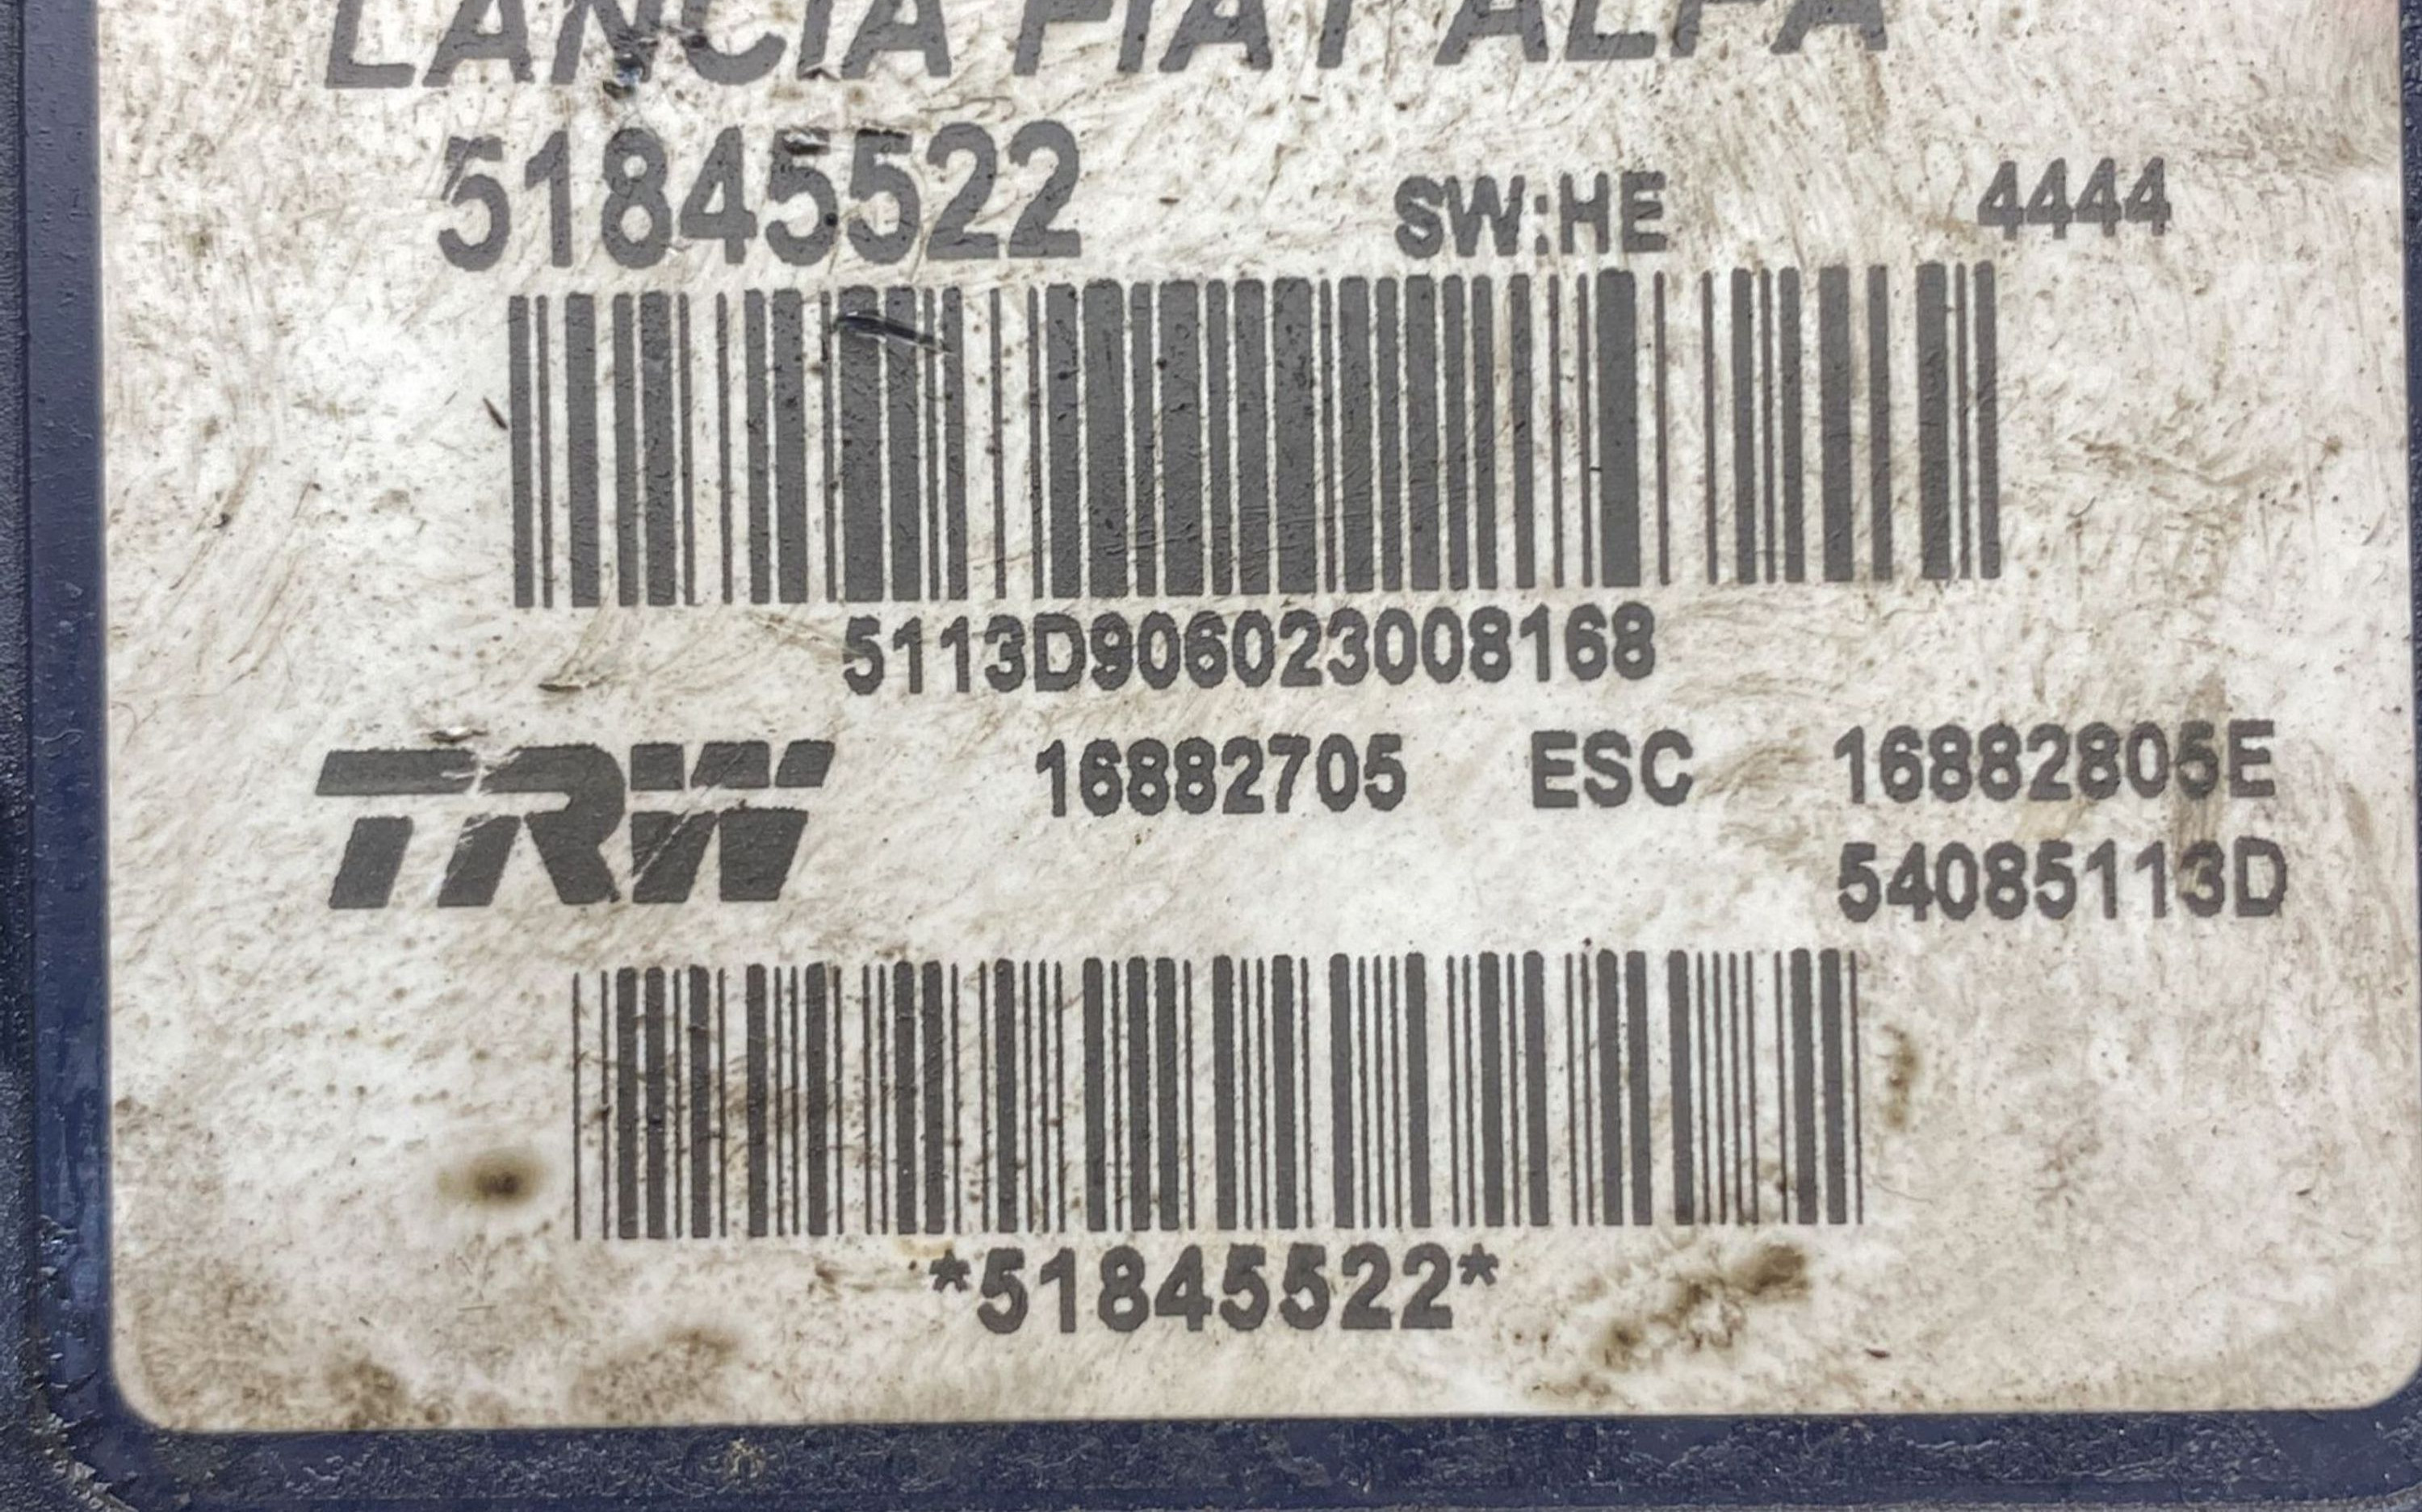 LANCIA FIAT ALFA
51845522 SW:HE 4444
5113D906023008168
TRW 16882705 ESC 16882805E
54085113D
*51845522*